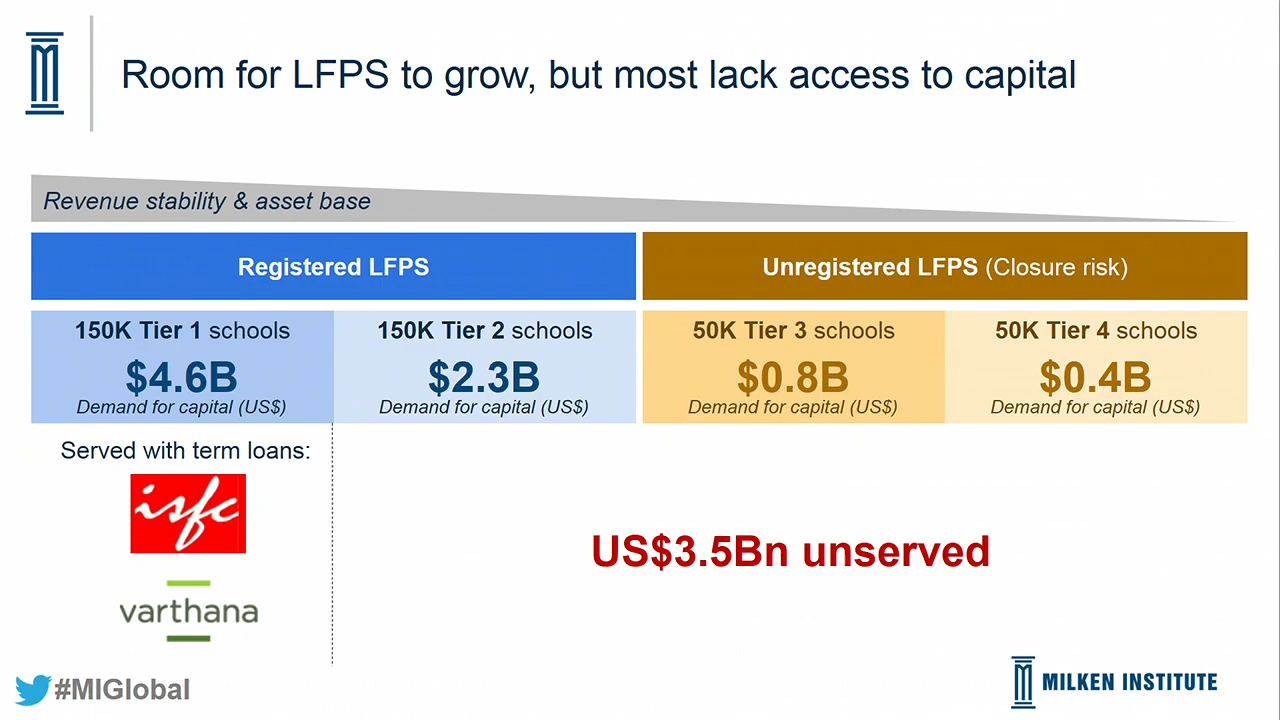 Room for LFPS to grow, but most lack access to capital
Revenue stability & asset base
Registered LFPS
Unregistered LFPS (Closure risk)
150K Tier 1 schools
$4.6B
Demand for capital (US$)
150K Tier 2 schools
$2.3B
Demand for capital (US$)
50K Tier 3 schools
$0.8B
Demand for capital (US$)
50K Tier 4 schools
$0.4B
Demand for capital (US$)
Served with term loans:
isfc
varthana
US$3.5Bn unserved
#MIGlobal
MILKEN INSTITUTE